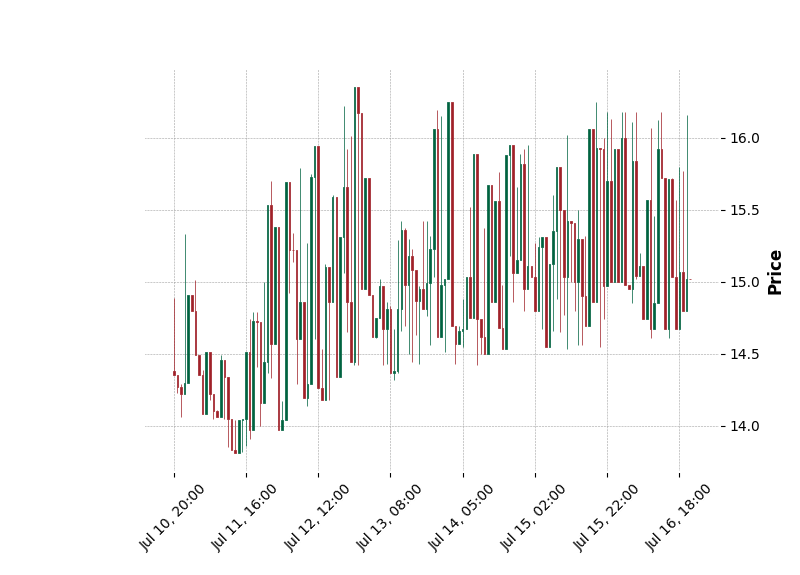 16.0
15.5
15.0
14.5
14.0
Price
Jul 10, 20:00
Jul 11, 16:00
Jul 12, 12:00
Jul 13, 08:00
Jul 14, 05:00
Jul 15, 02:00
Jul 15, 22:00
Jul 16, 18:00